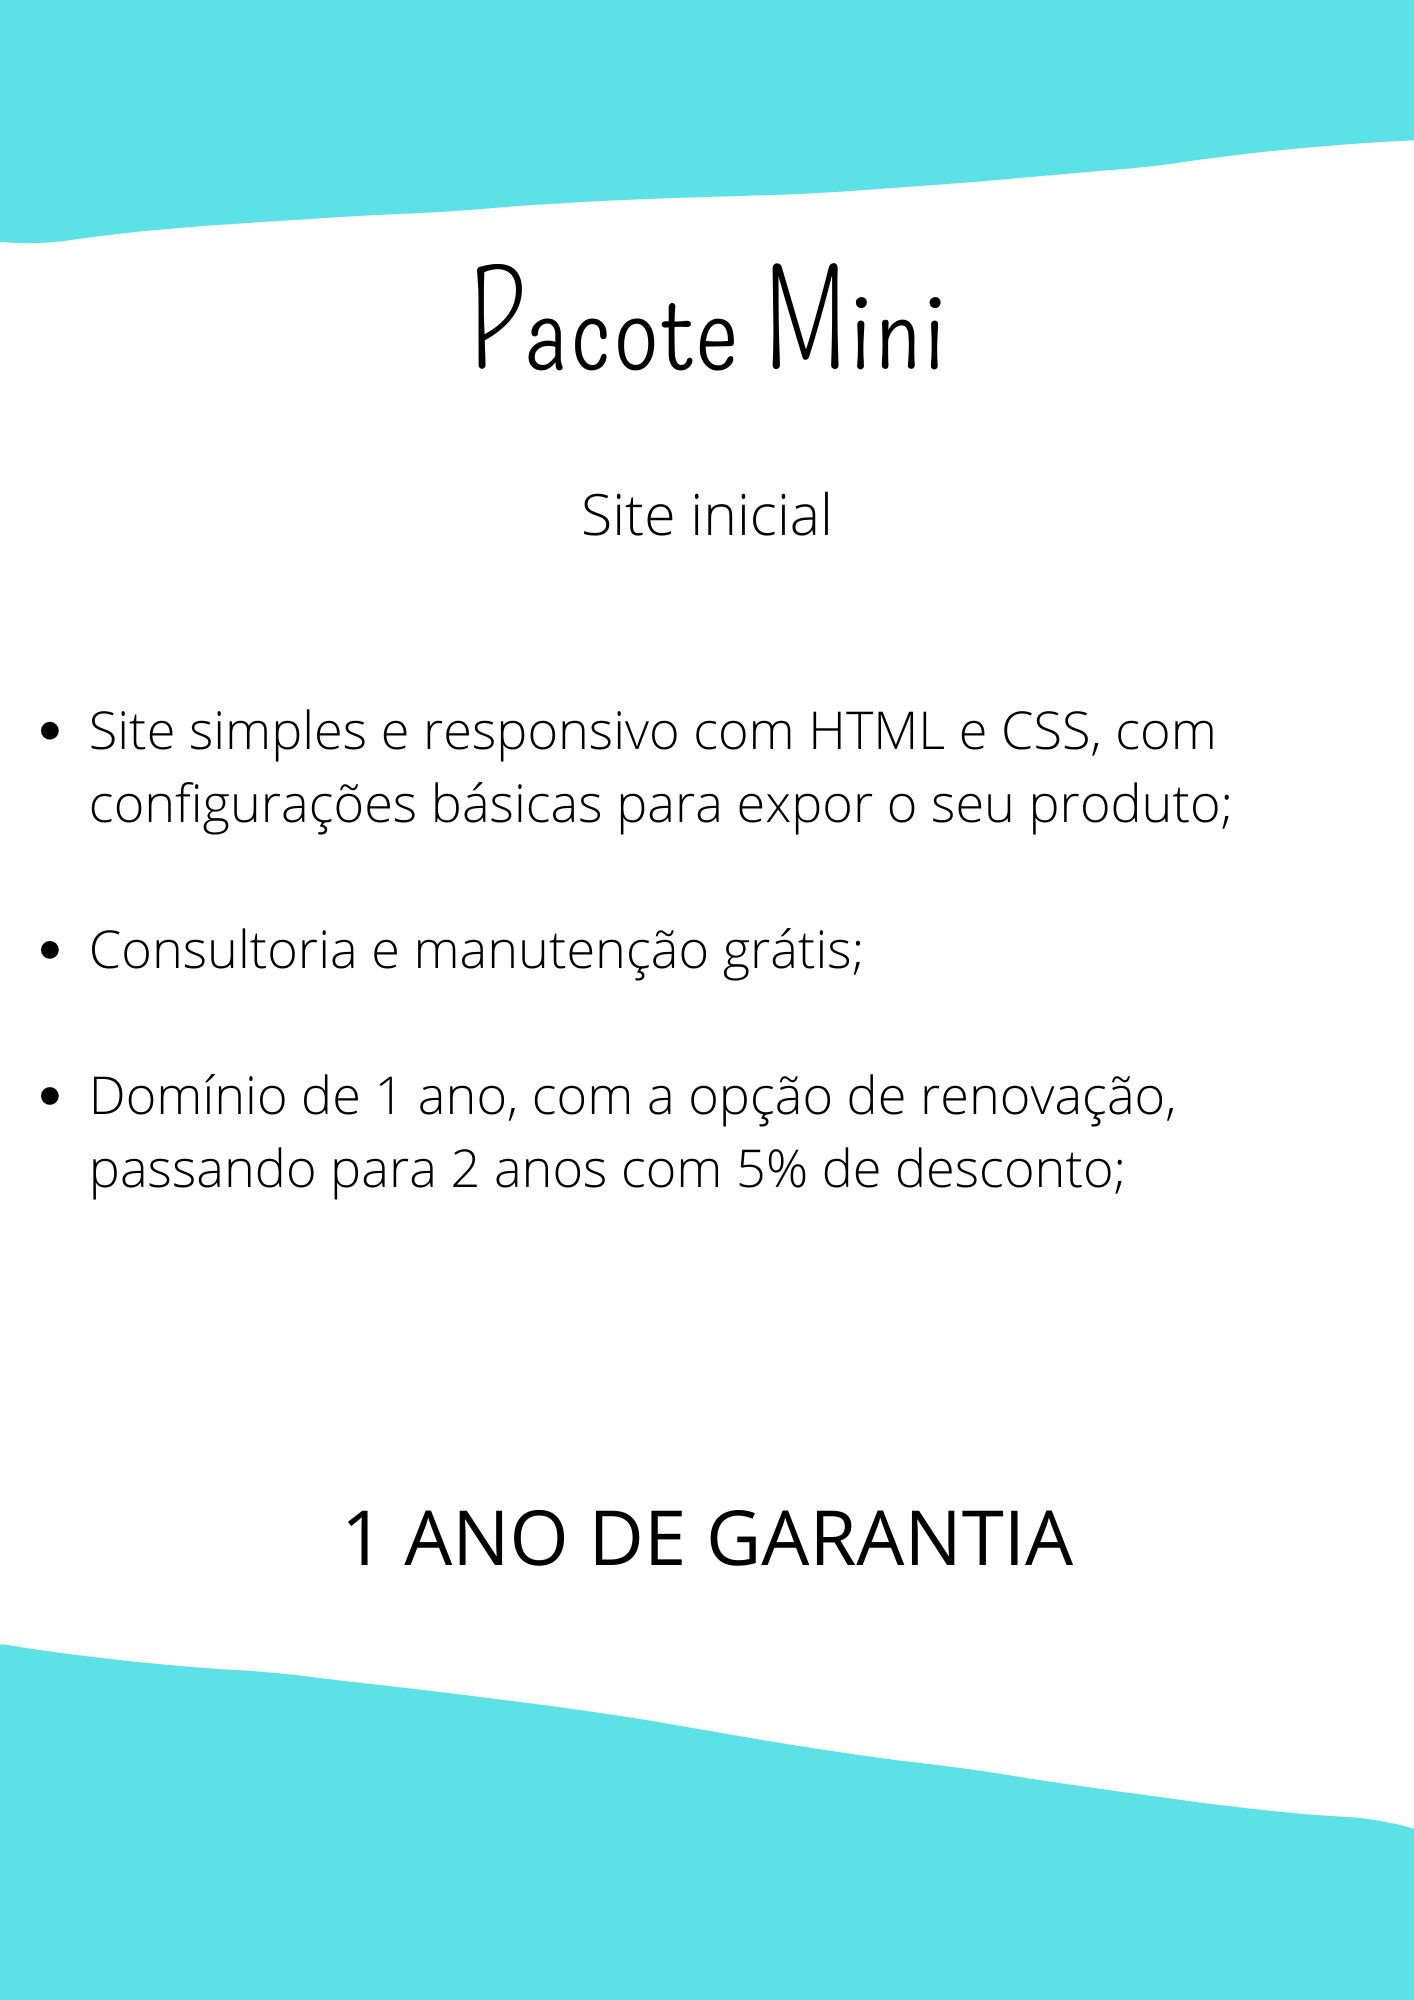 Pacote Mini
Site inicial
• Site simples e responsivo com HTML e CSS, com
configurações básicas para expor o seu produto;
• Consultoria e manutenção grátis;
• Domínio de 1 ano, com a opção de renovação,
passando para 2 anos com 5% de desconto;
1 ANO DE GARANTIA